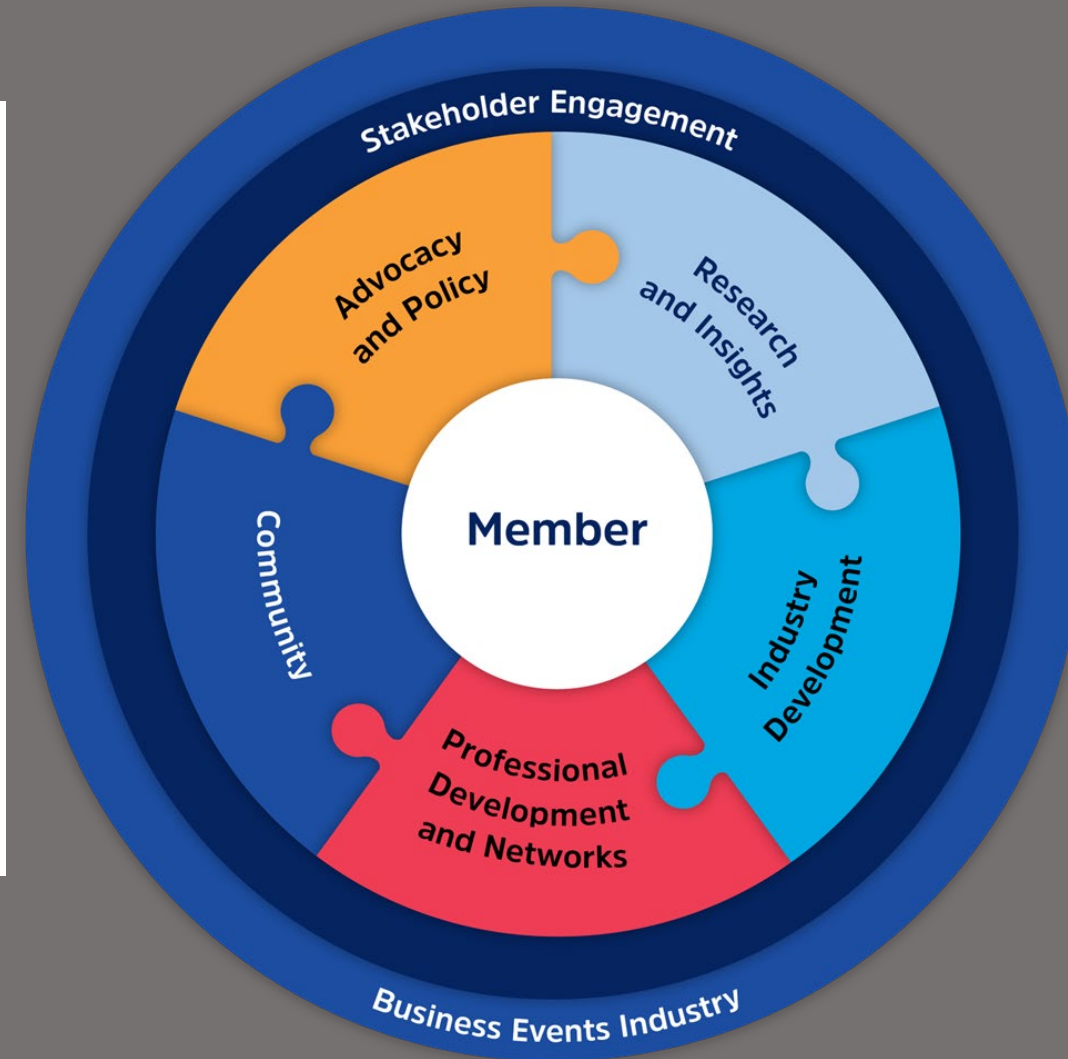 Stakeholder Engagement
Advocacy
and Policy
Research
and Insights
Community
Member
Industry
Development
Professional
Development
and Networks
Business Events Industry